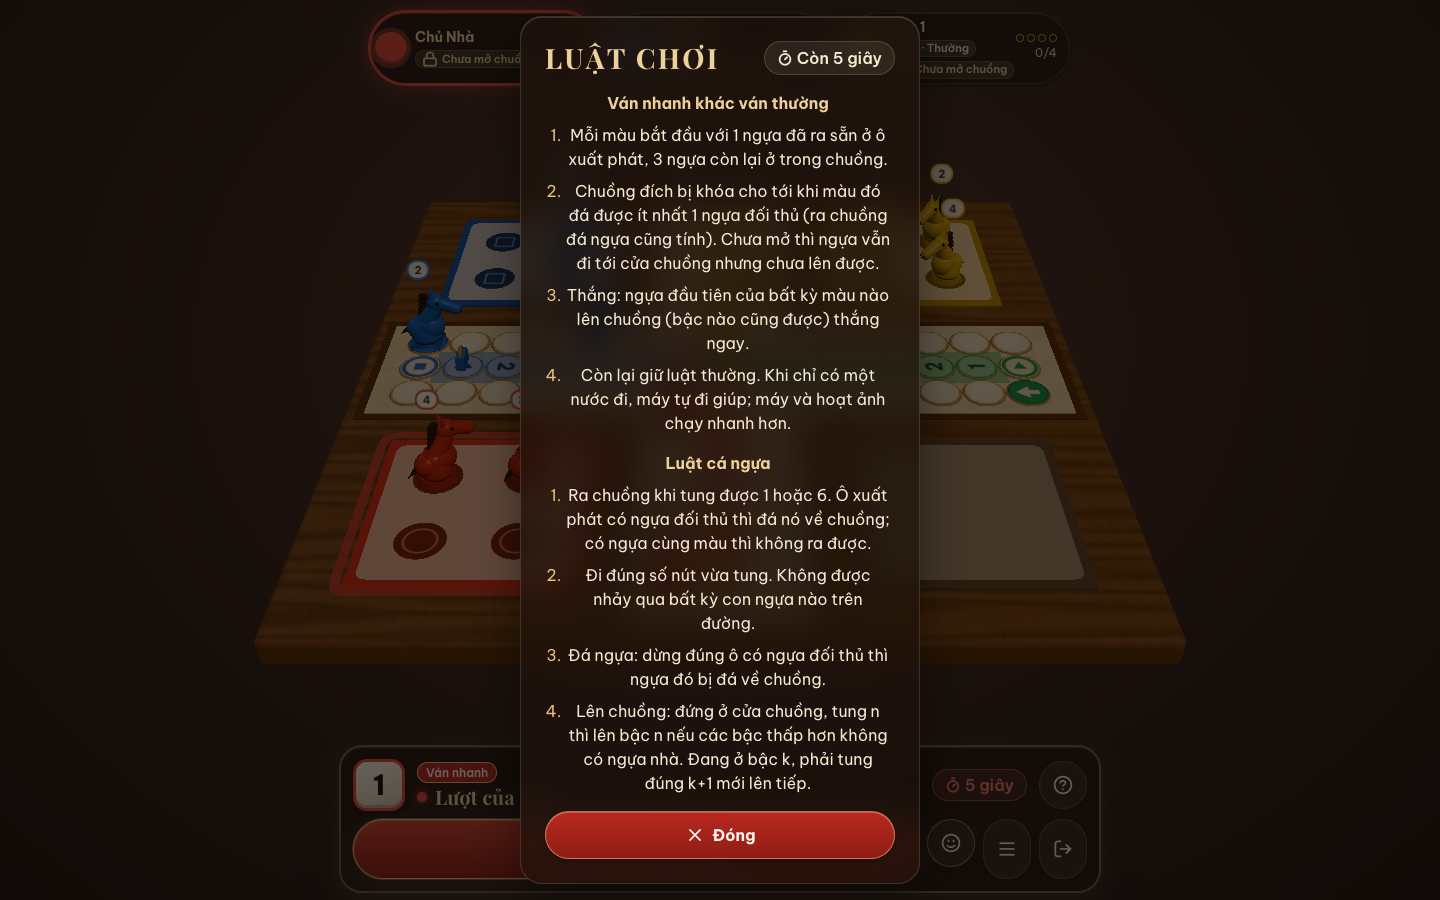 Chủ Nhà
Chưa mở chuồ
1
· Thường
0/4
Chưa mở chuồng
LUẬT CHƠI
Còn 5 giây
Ván nhanh khác ván thường
1. Mỗi màu bắt đầu với 1 ngựa đã ra sẵn ở ô
xuất phát, 3 ngựa còn lại ở trong chuồng.
2. Chuồng đích bị khóa cho tới khi màu đó
đá được ít nhất 1 ngựa đối thủ (ra chuồng
đá ngựa cũng tính). Chưa mở thì ngựa vẫn
đi tới cửa chuồng nhưng chưa lên được.
3. Thắng: ngựa đầu tiên của bất kỳ màu nào
lên chuồng (bậc nào cũng được) thắng
ngay.
4. Còn lại giữ luật thường. Khi chỉ có một
nước đi, máy tự đi giúp; máy và hoạt ảnh
chạy nhanh hơn.
Luật cá ngựa
1. Ra chuồng khi tung được 1 hoặc 6. Ô xuất
phát có ngựa đối thủ thì đá nó về chuồng;
có ngựa cùng màu thì không ra được.
2. Đi đúng số nút vừa tung. Không được
nhảy qua bất kỳ con ngựa nào trên
đường.
3. Đá ngựa: dừng đúng ô có ngựa đối thủ thì
ngựa đó bị đá về chuồng.
4. Lên chuồng: đứng ở cửa chuồng, tung n
thì lên bậc n nếu các bậc thấp hơn không
có ngựa nhà. Đang ở bậc k, phải tung
đúng k+1 mới lên tiếp.
Đóng
2
4
2
2
2
1
4
1
Ván nhanh
Lượt của
5 giây